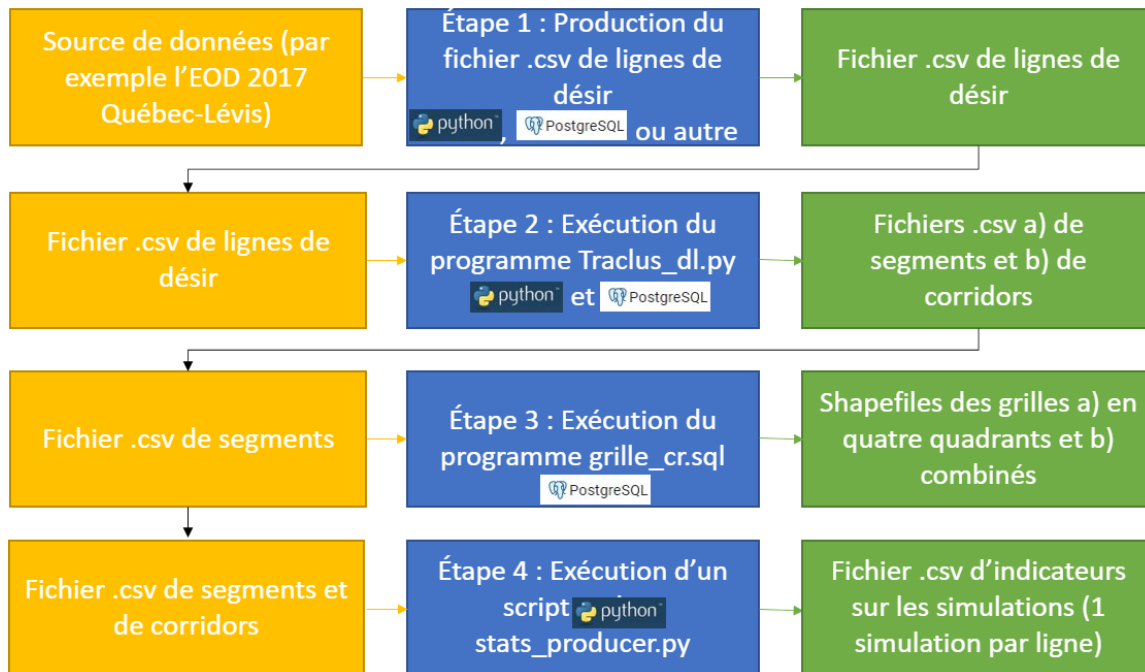 Source de données (par
exemple l'EOD 2017
Québec-Lévis)
Étape 1 : Production du
fichier .csv de lignes de
désir
python™, PostgreSQL ou autre
Fichier .csv de lignes de
désir
Fichier .csv de lignes de
désir
Étape 2 : Exécution du
programme Traclus_dl.py
python™ et PostgreSQL
Fichiers .csv a) de
segments et b) de
corridors
Fichier .csv de segments
Étape 3 : Exécution du
programme grille_cr.sql
PostgreSQL
Shapefiles des grilles a) en
quatre quadrants et b)
combinés
Fichier .csv de segments et
de corridors
Étape 4 : Exécution d'un
script python™
stats_producer.py
Fichier .csv d'indicateurs
sur les simulations (1
simulation par ligne)